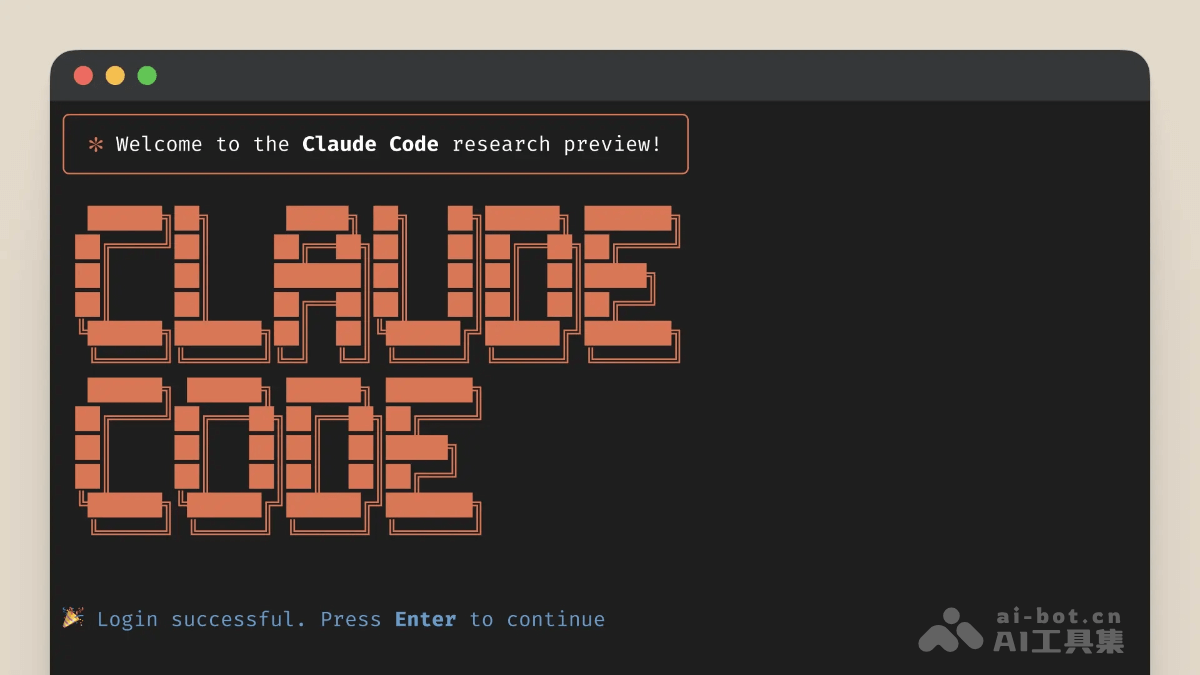 ✻ Welcome to the Claude Code research preview!
CLAUDE
CODE
🎉 Login successful. Press Enter to continue
ai-bot.cn
AI工具集